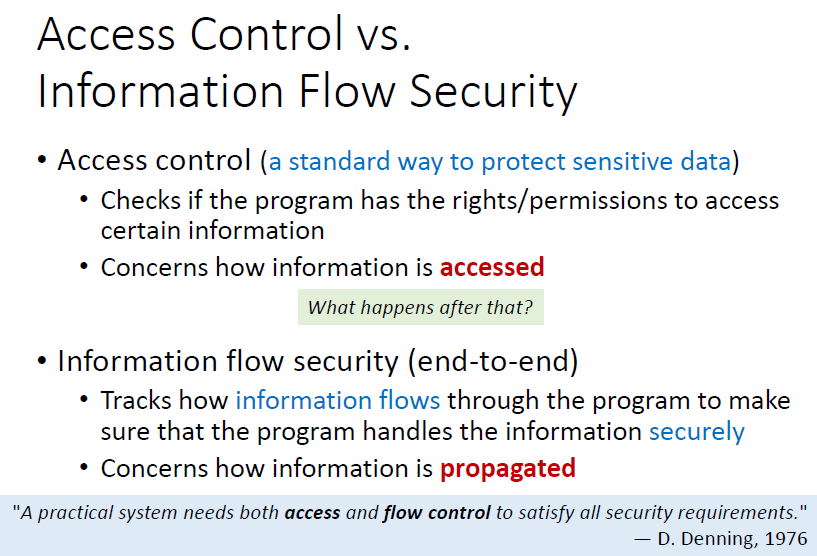 Access Control vs.
Information Flow Security
• Access control (a standard way to protect sensitive data)
• Checks if the program has the rights/permissions to access
certain information
• Concerns how information is accessed
What happens after that?
• Information flow security (end-to-end)
• Tracks how information flows through the program to make
sure that the program handles the information securely
• Concerns how information is propagated
"A practical system needs both access and flow control to satisfy all security requirements."
— D. Denning, 1976